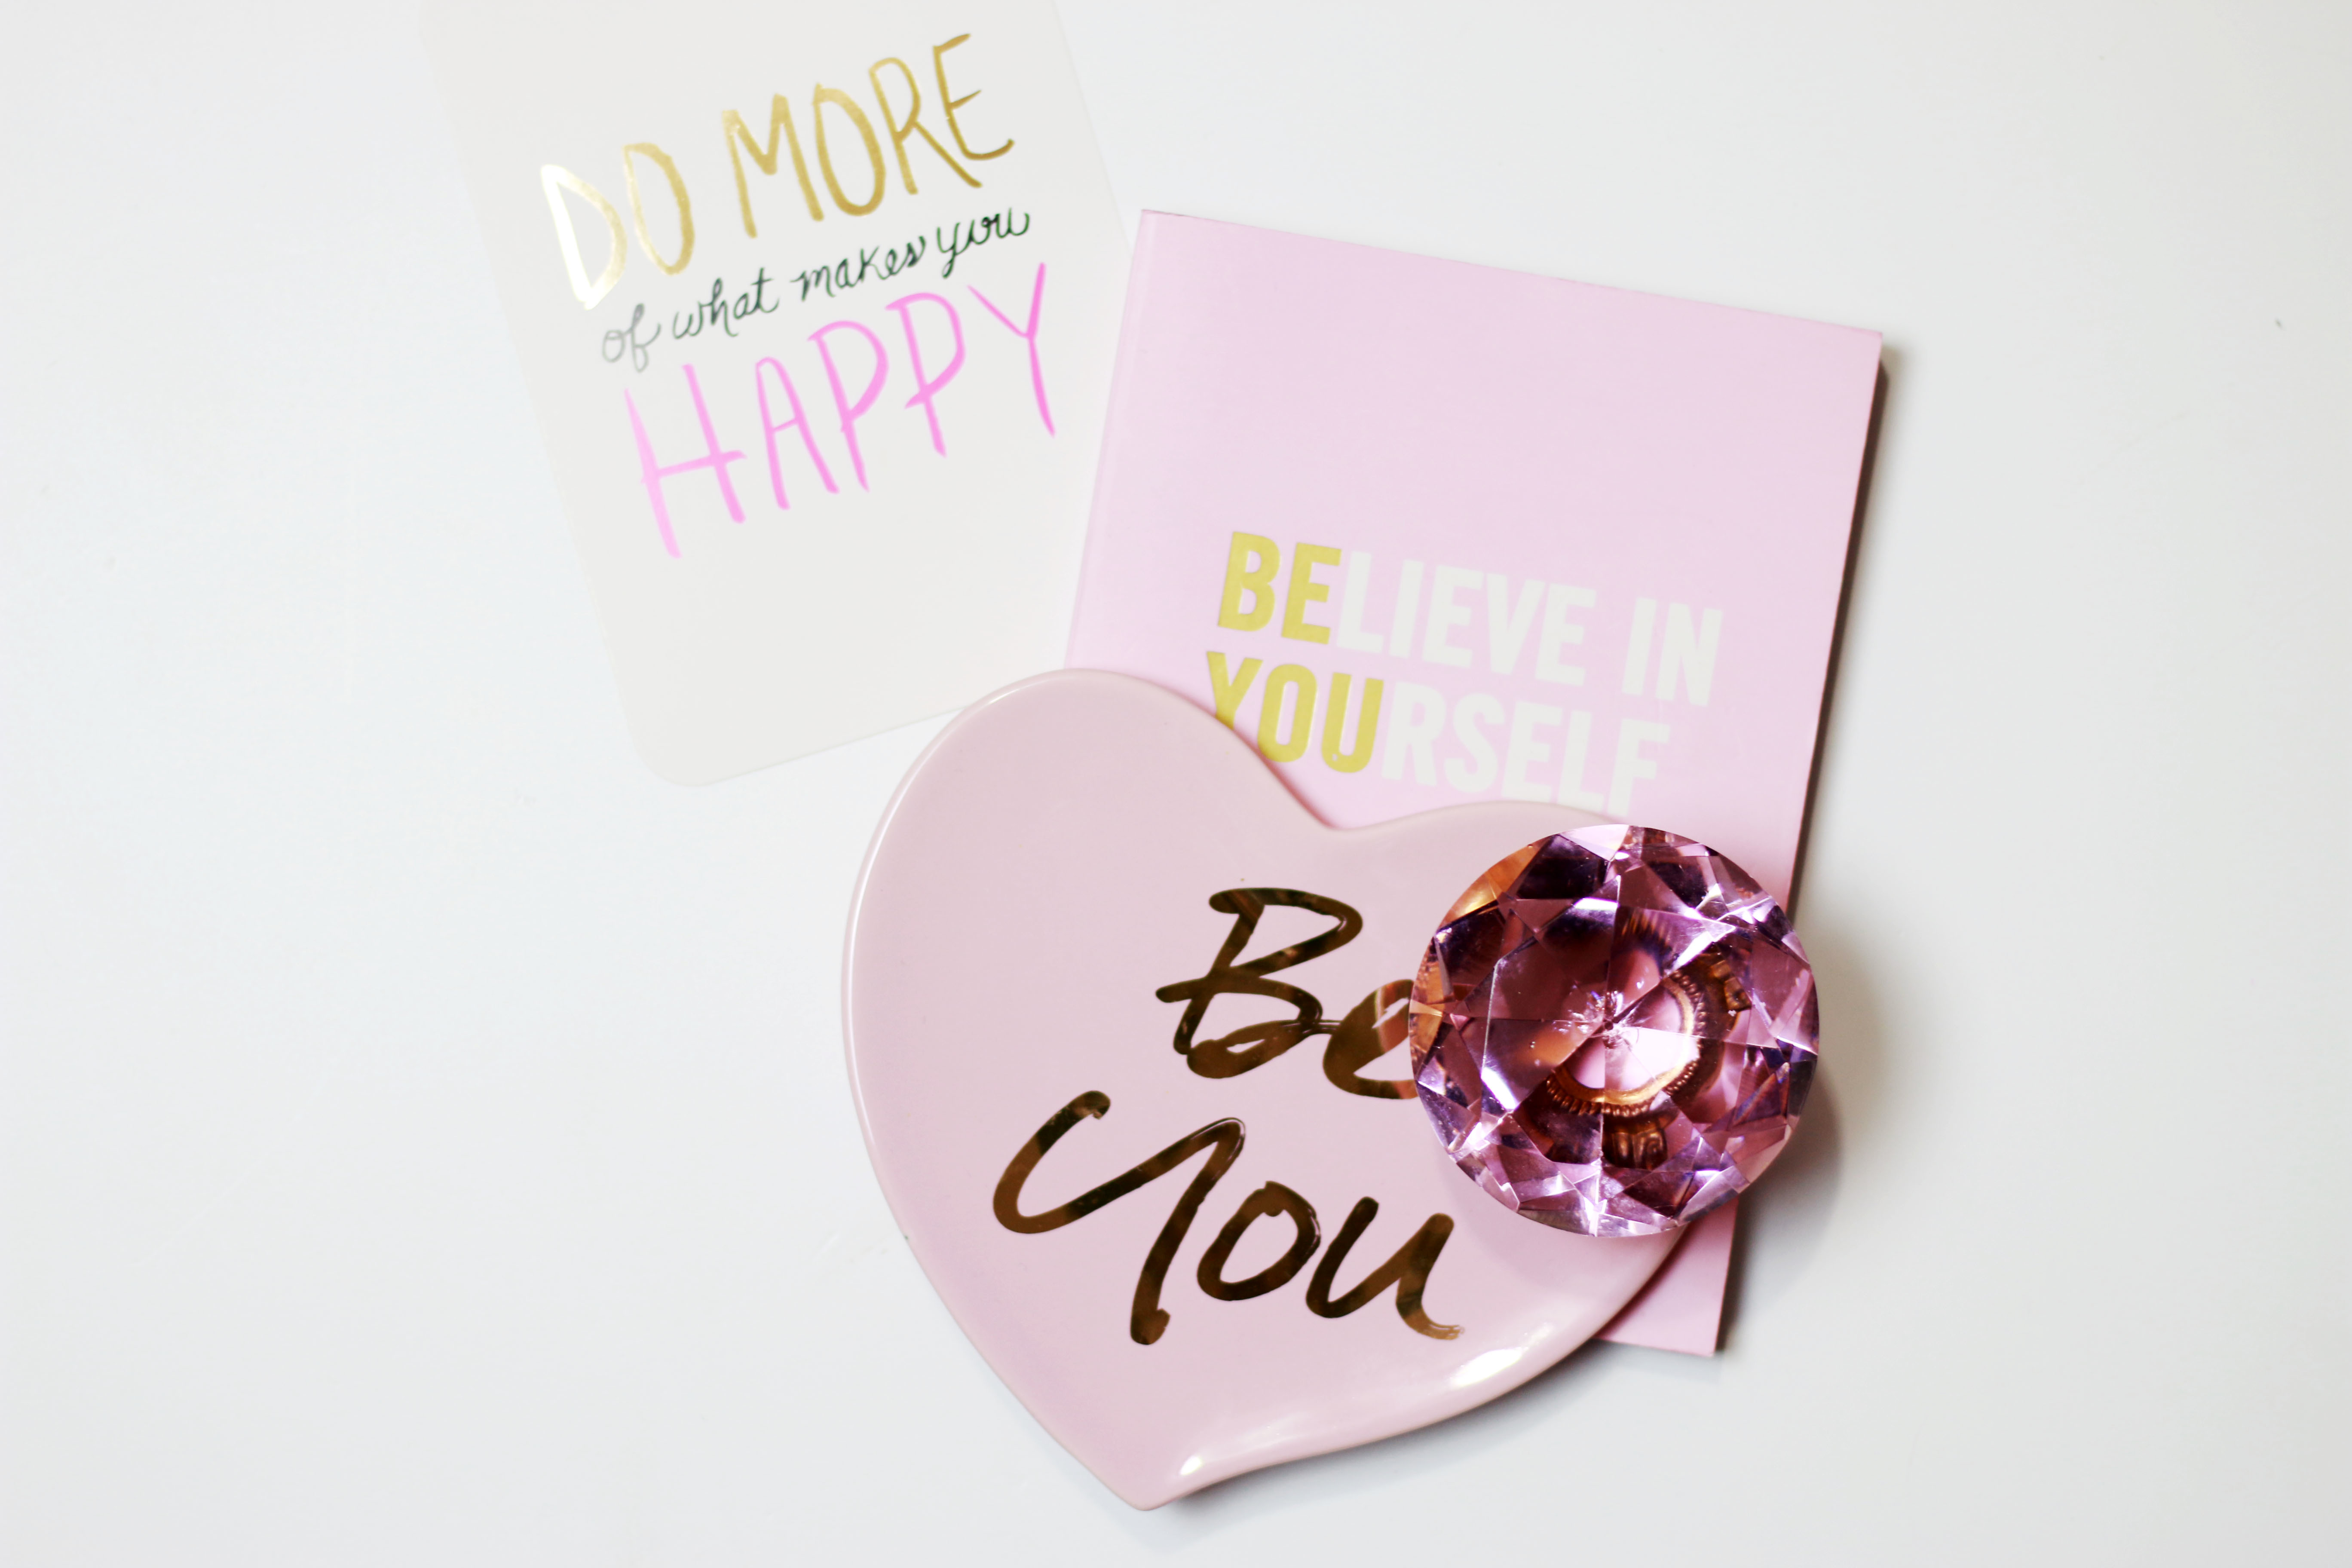 DO MORE
of what makes you
HAPPY
BELIEVE IN
YOURSELF
Be
You